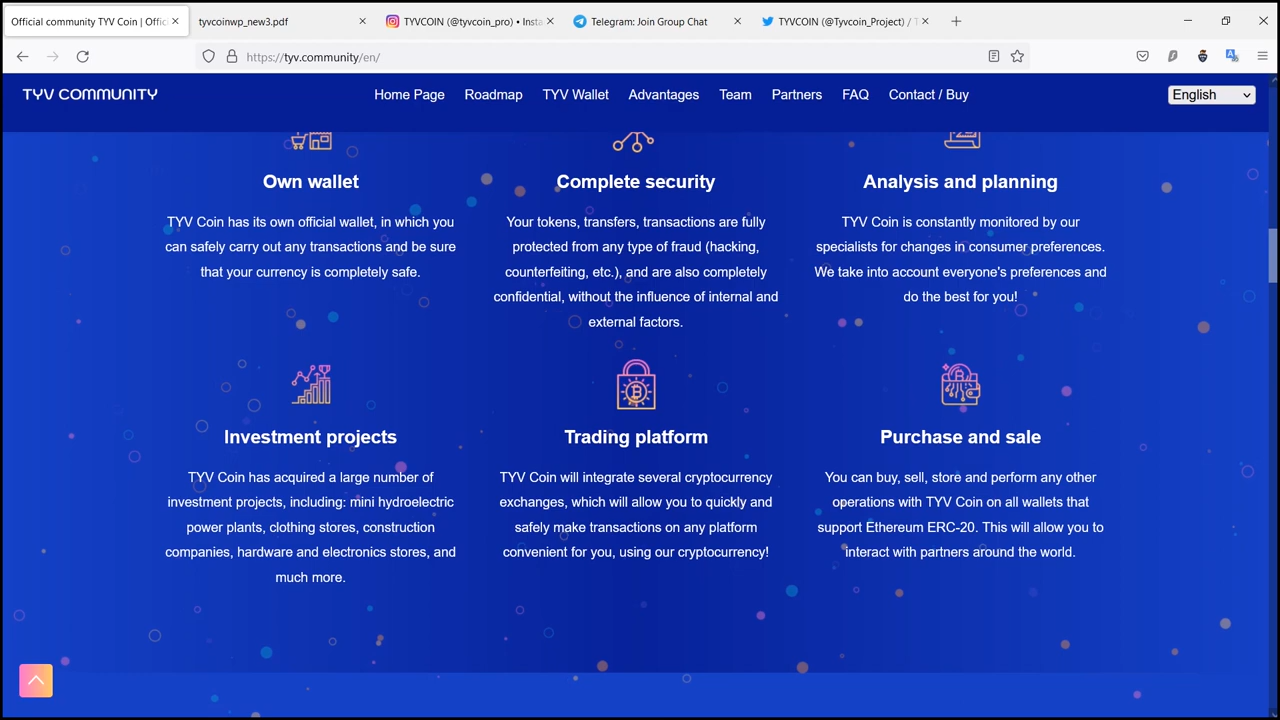 Official community TYV Coin | Offici
tyvcoinwp_new3.pdf
TYVCOIN (@tyvcoin_pro) • Insta
Telegram: Join Group Chat
TYVCOIN (@Tyvcoin_Project) / T
https://tyv.community/en/
TYV COMMUNITY
Home Page
Roadmap
TYV Wallet
Advantages
Team
Partners
FAQ
Contact / Buy
English
Own wallet
TYV Coin has its own official wallet, in which you
can safely carry out any transactions and be sure
that your currency is completely safe.
Complete security
Your tokens, transfers, transactions are fully
protected from any type of fraud (hacking,
counterfeiting, etc.), and are also completely
confidential, without the influence of internal and
external factors.
Analysis and planning
TYV Coin is constantly monitored by our
specialists for changes in consumer preferences.
We take into account everyone's preferences and
do the best for you!
Investment projects
TYV Coin has acquired a large number of
investment projects, including: mini hydroelectric
power plants, clothing stores, construction
companies, hardware and electronics stores, and
much more.
Trading platform
TYV Coin will integrate several cryptocurrency
exchanges, which will allow you to quickly and
safely make transactions on any platform
convenient for you, using our cryptocurrency!
Purchase and sale
You can buy, sell, store and perform any other
operations with TYV Coin on all wallets that
support Ethereum ERC-20. This will allow you to
interact with partners around the world.